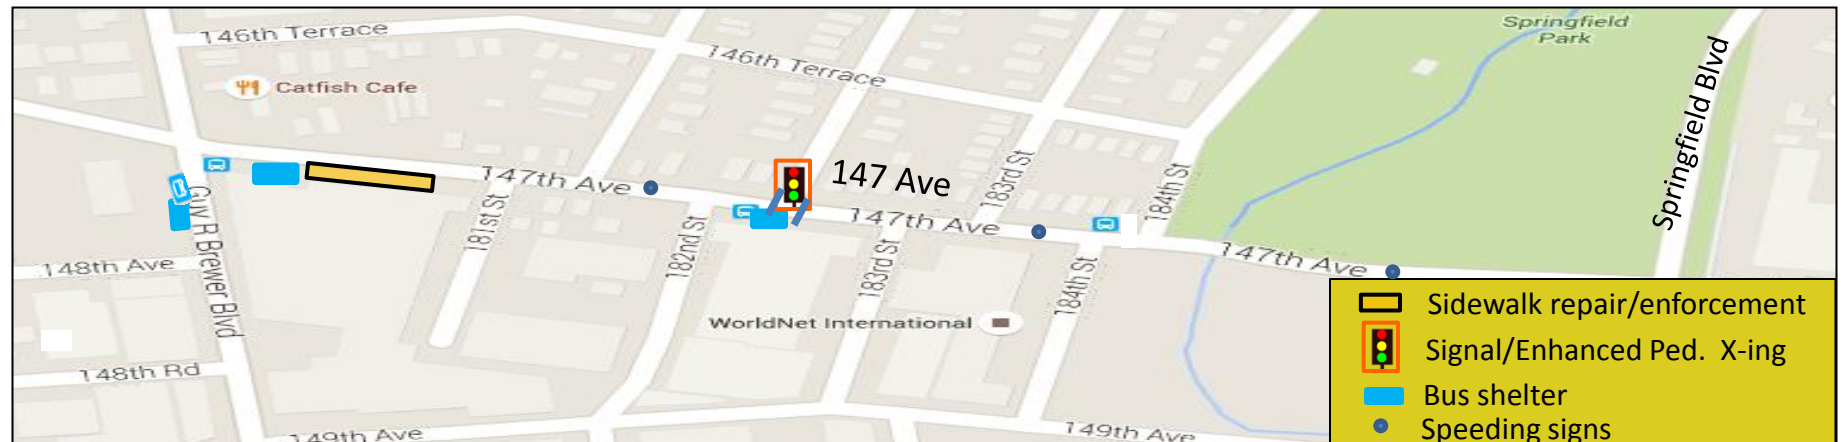 146th Terrace
Catfish Cafe
146th Terrace
Springfield
Park
Springfield Blvd
147th Ave
147 Ave
147th Ave
147th Ave
Guy R Brewer Blvd
181st St
182nd St
183rd St
183rd St
184th St
184th St
148th Ave
WorldNet International
148th Rd
149th Ave
149th Ave
Sidewalk repair/enforcement
Signal/Enhanced Ped. X-ing
Bus shelter
Speeding signs